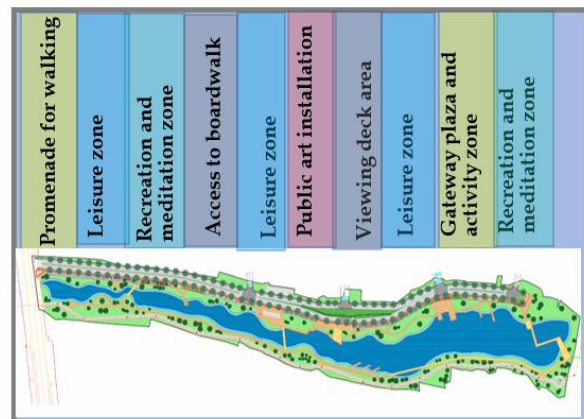 Promenade for walking
Leisure zone
Recreation and
meditation zone
Access to boardwalk
Leisure zone
Public art installation
Viewing deck area
Leisure zone
Gateway plaza and
activity zone
Recreation and
meditation zone